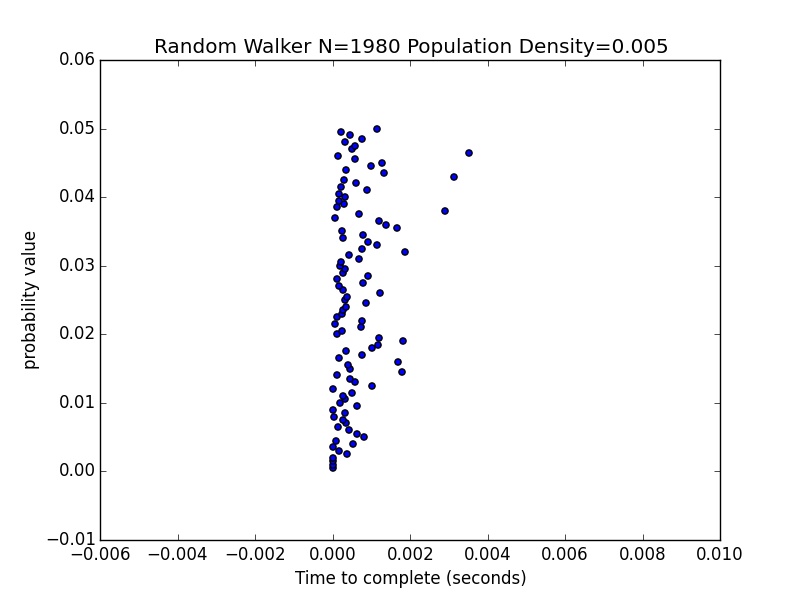 Random Walker N=1980 Population Density=0.005
0.06
0.05
0.04
0.03
0.02
0.01
0.00
−0.01
probability value
−0.006 −0.004 −0.002 0.000 0.002 0.004 0.006 0.008 0.010
Time to complete (seconds)